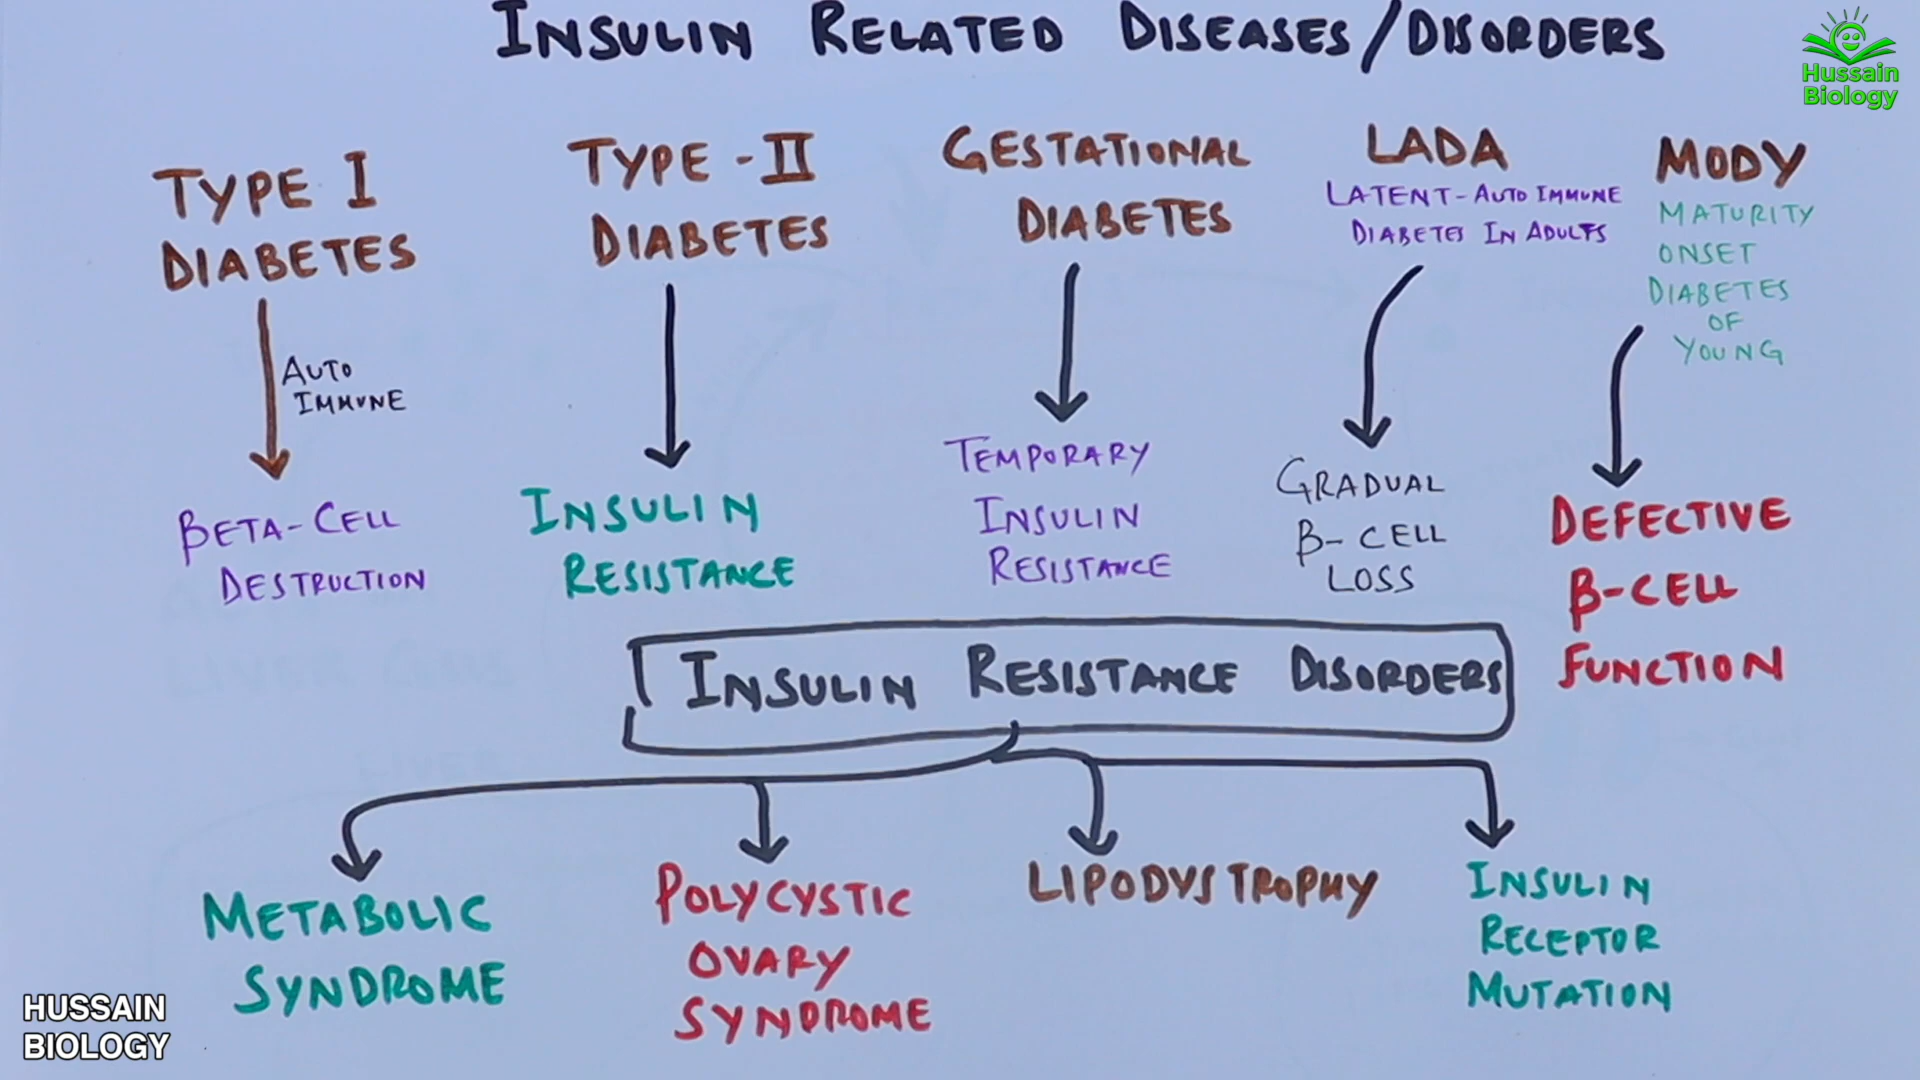 INSULIN RELATED DISEASES/DISORDERS
Hussain
Biology
TYPE I
DIABETES
AUTO
IMMUNE
BETA-CELL
DESTRUCTION
TYPE-II
DIABETES
INSULIN
RESISTANCE
GESTATIONAL
DIABETES
TEMPORARY
INSULIN
RESISTANCE
LADA
LATENT-AUTO IMMUNE
DIABETES IN ADULTS
GRADUAL
β-CELL
LOSS
MODY
MATURITY
ONSET
DIABETES
OF
YOUNG
DEFECTIVE
β-CELL
FUNCTION
INSULIN RESISTANCE DISORDERS
METABOLIC
SYNDROME
POLYCYSTIC
OVARY
SYNDROME
LIPODYSTROPHY
INSULIN
RECEPTOR
MUTATION
HUSSAIN
BIOLOGY